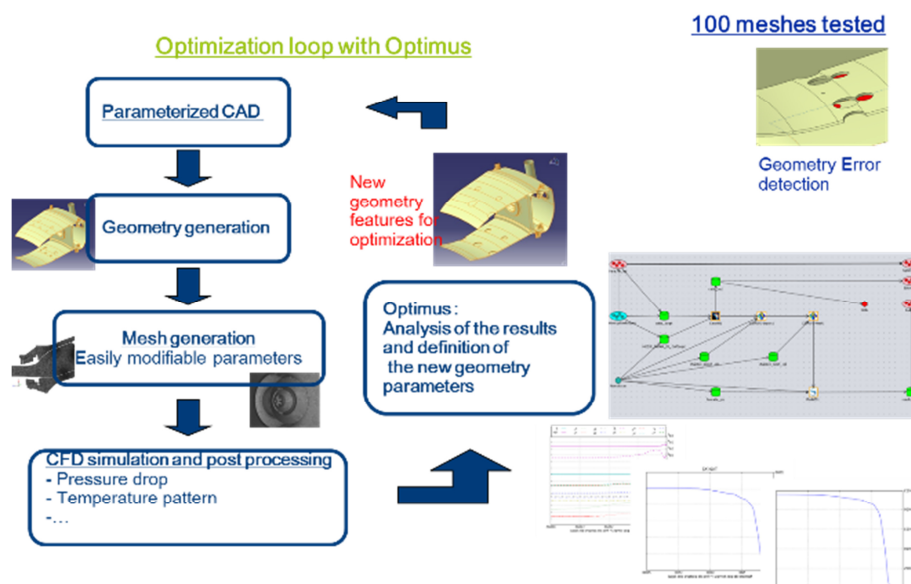 100 meshes tested
Optimization loop with Optimus
Parameterized CAD
Geometry Error
detection
New
geometry
features for
optimization
Geometry generation
Optimus :
Analysis of the results
and definition of
the new geometry
parameters
Mesh generation
Easily modifiable parameters
CFD simulation and post processing
- Pressure drop
- Temperature pattern
-...